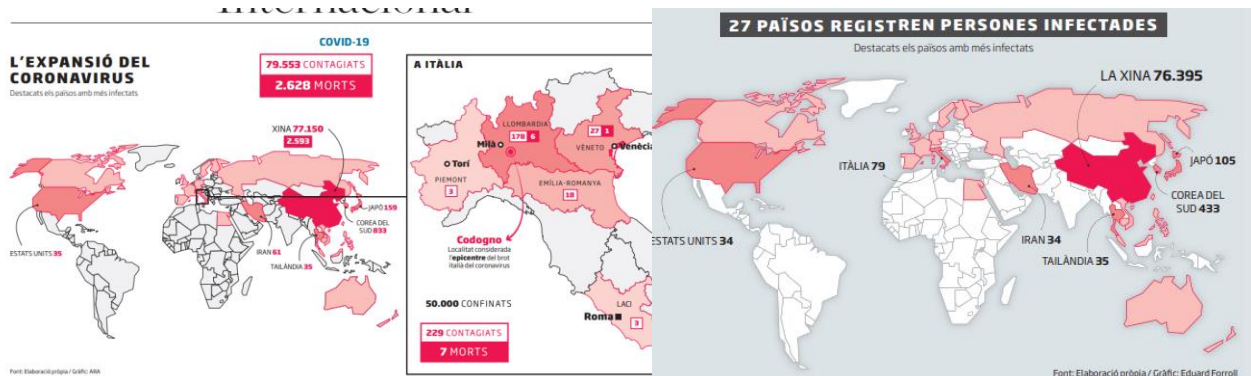 Internacional
COVID-19
L'EXPANSIÓ DEL
CORONAVIRUS
Destacats els països amb més infectats
79.553 CONTAGIATS
2.628 MORTS
XINA 77.150
2.593
JAPÓ 159
COREA DEL
SUD 833
ESTATS UNITS 35
IRAN 61
TAILÀNDIA 35
Font: Elaboració pròpia / Gràfic: ARA
A ITÀLIA
LLOMBARDIA
178 6
27 1
Milà
VÈNETO
Venècia
Torí
PIEMONT
3
EMÍLIA-ROMANYA
18
Codogno
Localitat considerada
l'epicentre del brot
italià del coronavirus
50.000 CONFINATS
LACI
Roma
3
229 CONTAGIATS
7 MORTS
27 PAÏSOS REGISTREN PERSONES INFECTADES
Destacats els països amb més infectats
LA XINA 76.395
ITÀLIA 79
JAPÓ 105
COREA DEL
SUD 433
ESTATS UNITS 34
IRAN 34
TAILÀNDIA 35
Font: Elaboració pròpia / Gràfic: Eduard Forroll